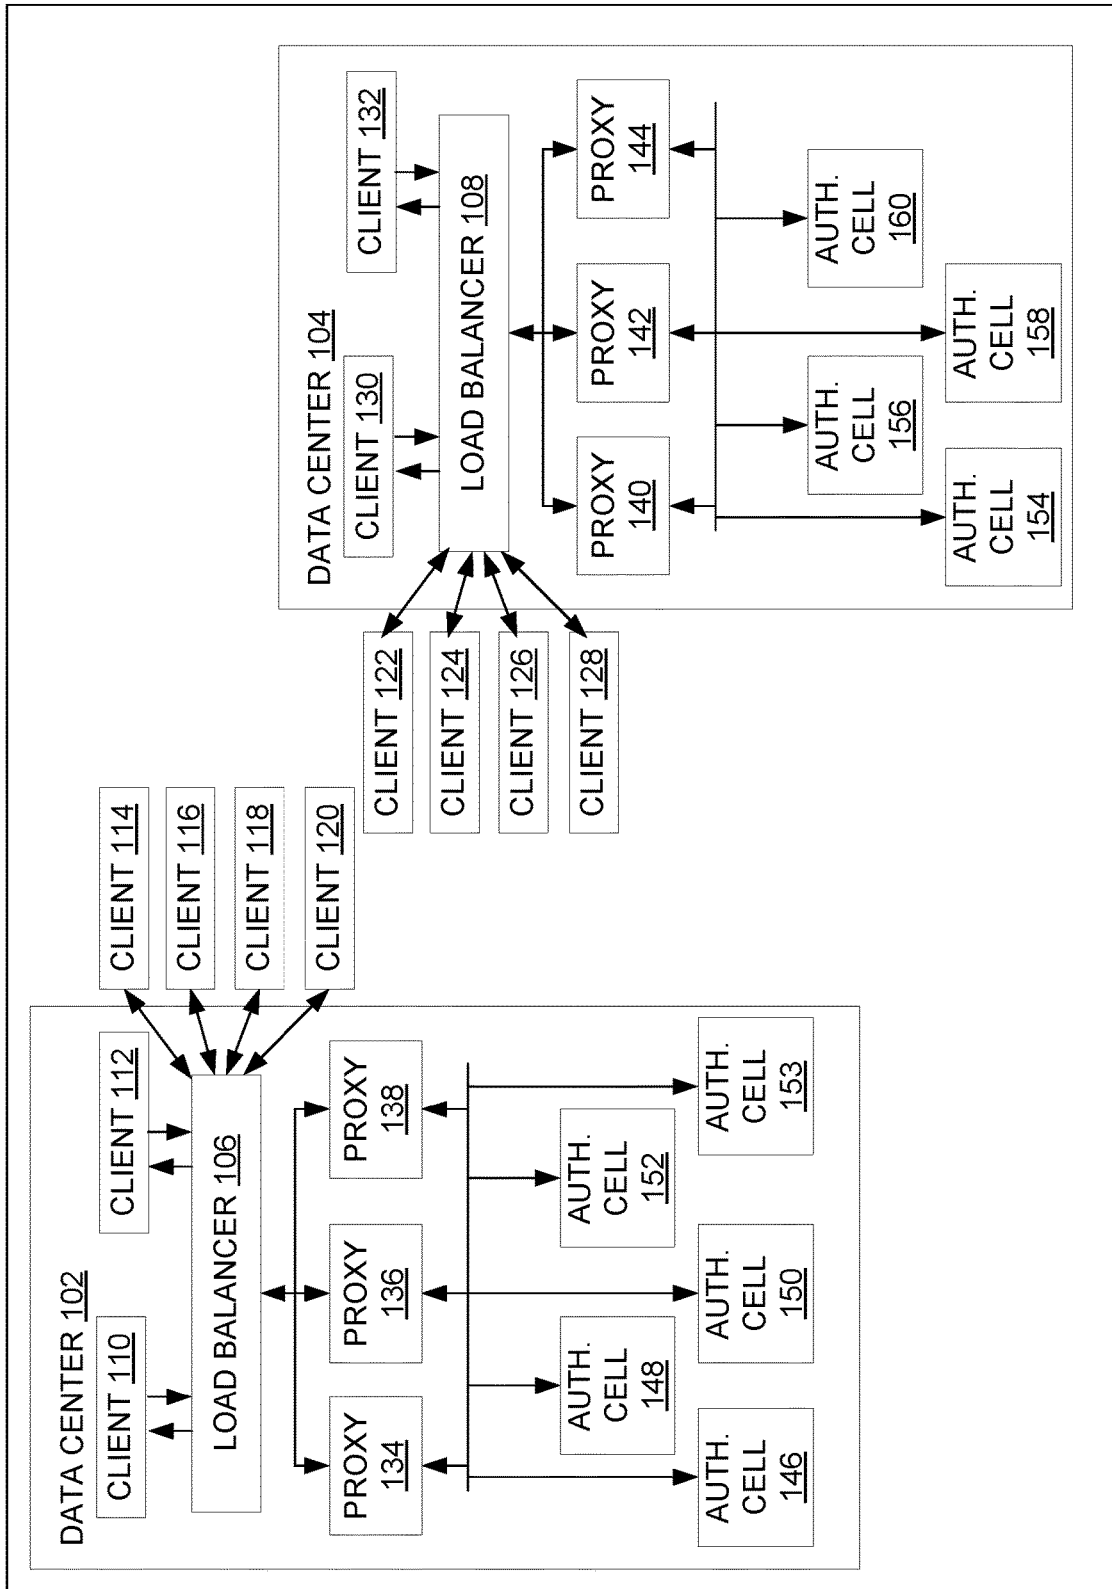 DATA CENTER 102
CLIENT 110
CLIENT 112
LOAD BALANCER 106
CLIENT 114
CLIENT 116
CLIENT 118
CLIENT 120
PROXY
134
PROXY
136
PROXY
138
AUTH.
CELL
148
AUTH.
CELL
152
AUTH.
CELL
146
AUTH.
CELL
150
AUTH.
CELL
153
DATA CENTER 104
CLIENT 130
CLIENT 132
LOAD BALANCER 108
CLIENT 122
CLIENT 124
CLIENT 126
CLIENT 128
PROXY
140
PROXY
142
PROXY
144
AUTH.
CELL
156
AUTH.
CELL
160
AUTH.
CELL
154
AUTH.
CELL
158